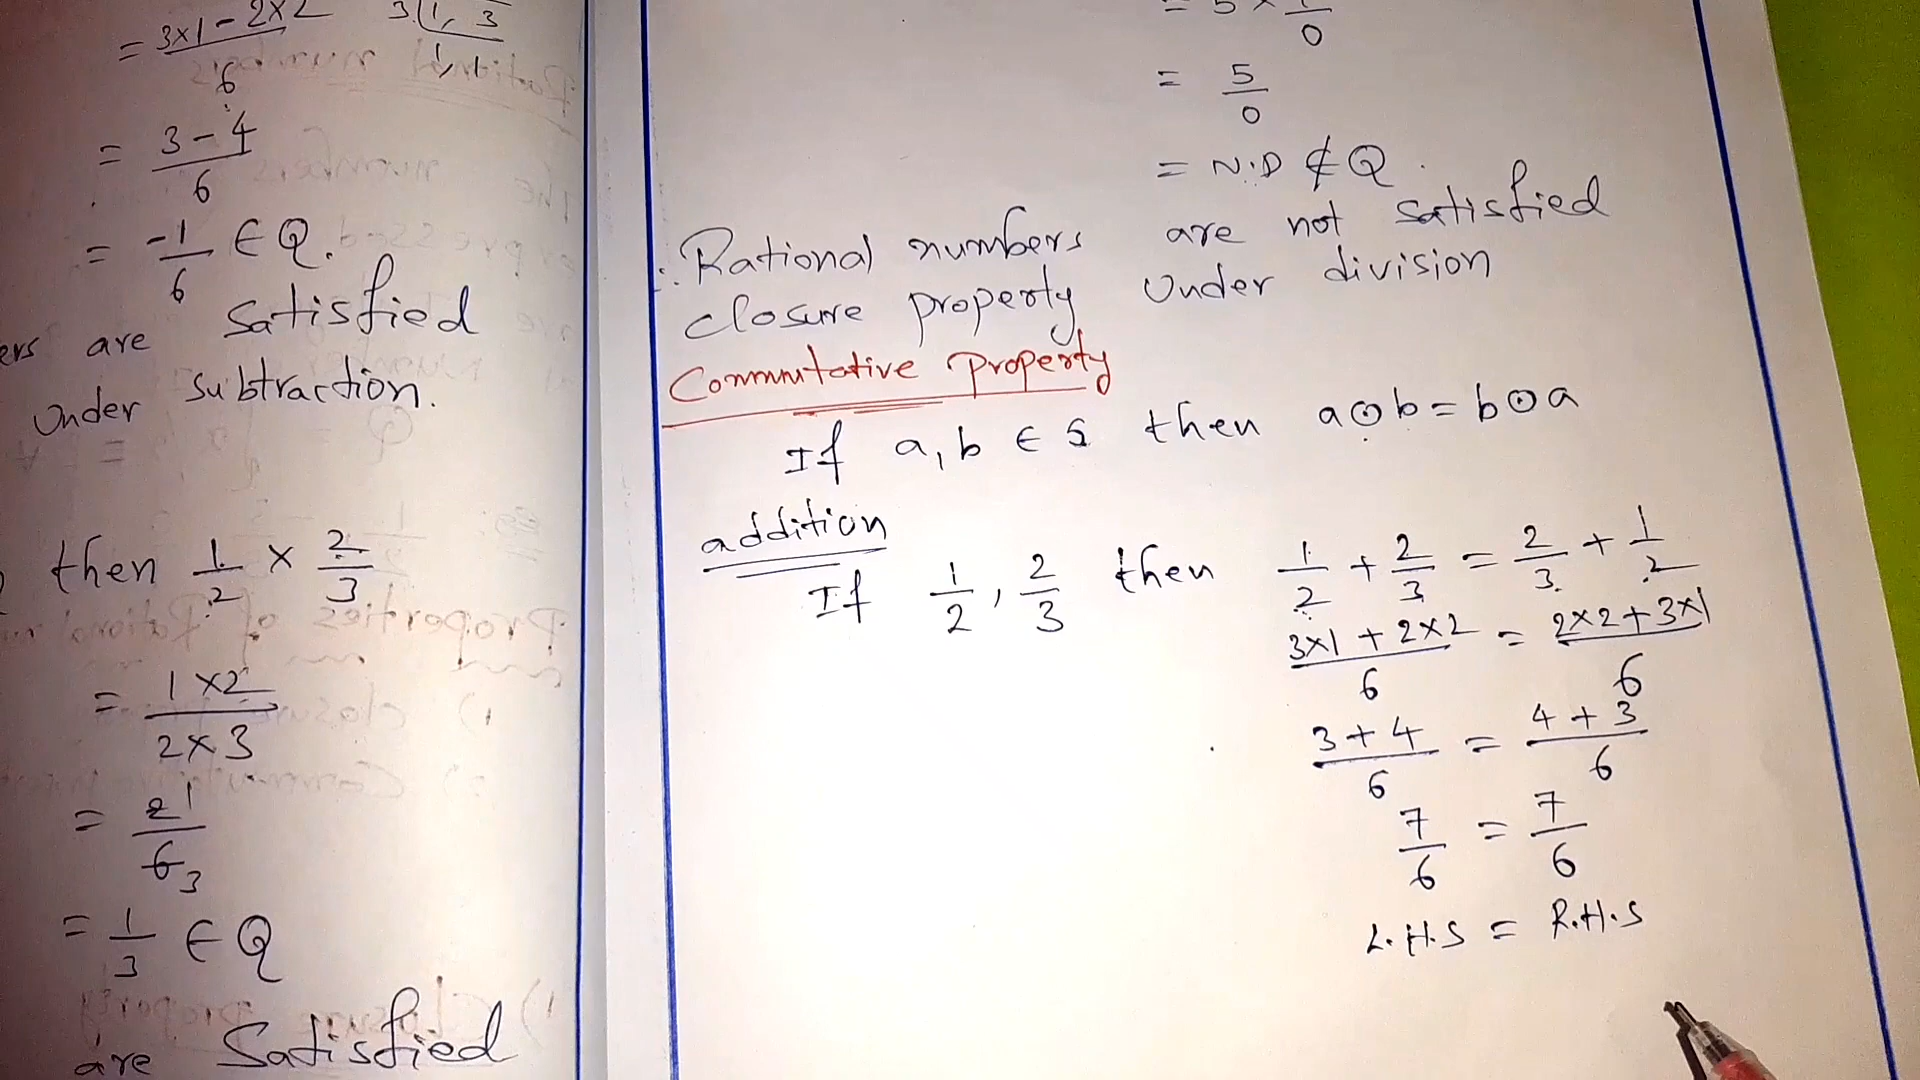 = 3×1 - 2×2 / 6
= 3-4 / 6
= -1/6 ∈ Q.
ers are Satisfied
Under Subtraction.
then 1/2 × 2/3
= 1×2 / 2×3
= 2 1 / 6 3
= 1/3 ∈ Q
are Satisfied
= 5/0
= N.D ∉ Q.
∴ Rational numbers are not satisfied
closure property under division
Commutative Property
If a, b ∈ S then a⊙b = b⊙a
addition
If 1/2, 2/3 then 1/2 + 2/3 = 2/3 + 1/2
3×1 + 2×2 / 6 = 2×2 + 3×1 / 6
3+4 / 6 = 4+3 / 6
7/6 = 7/6
L.H.S = R.H.S